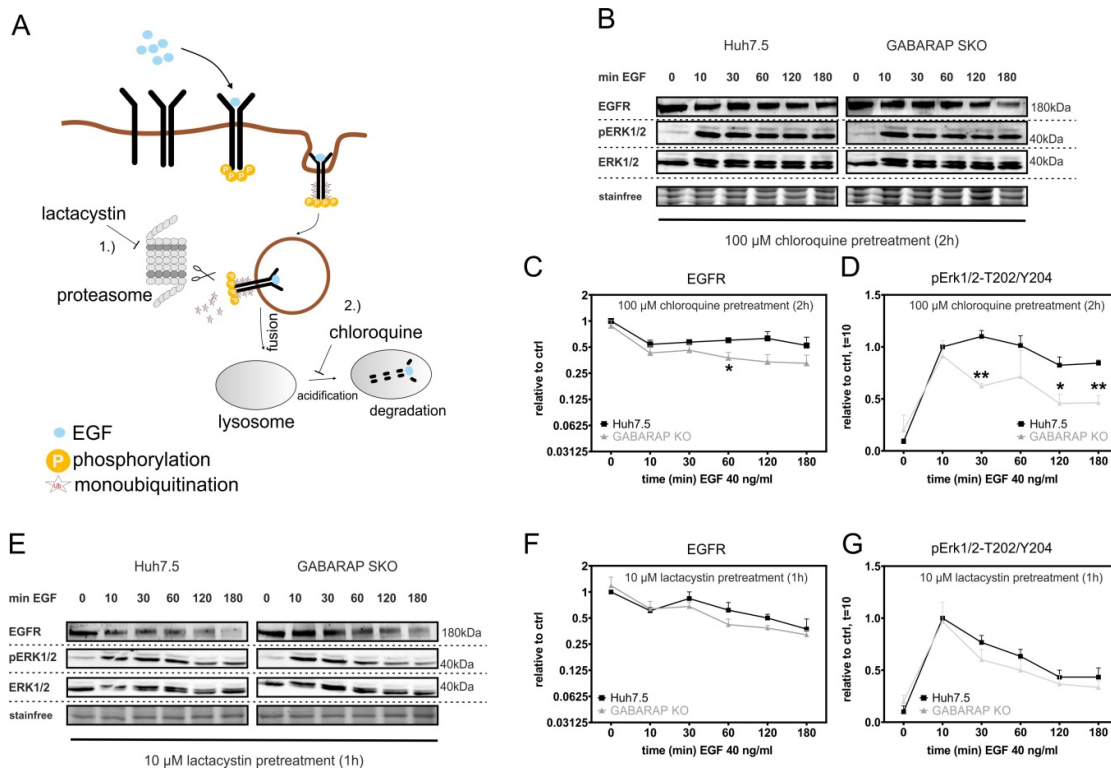 A
lactacystin
1.)
proteasome
P P P P
P P P P
P P P
2.)
chloroquine
fusion
acidification
lysosome
degradation
EGF
P phosphorylation
Ub monoubiquitination
B
Huh7.5 GABARAP SKO
min EGF 0 10 30 60 120 180 0 10 30 60 120 180
EGFR 180kDa
pERK1/2 40kDa
ERK1/2 40kDa
stainfree
100 µM chloroquine pretreatment (2h)
C
EGFR
100 µM chloroquine pretreatment (2h)
relative to ctrl
1
0.5
0.25
0.125
0.0625
0.03125
*
Huh7.5
GABARAP KO
0 10 30 60 120 180
time (min) EGF 40 ng/ml
D
pErk1/2-T202/Y204
100 µM chloroquine pretreatment (2h)
relative to ctrl, t=10
1.5
1.0
0.5
0.0
** * **
Huh7.5
GABARAP KO
0 10 30 60 120 180
time (min) EGF 40 ng/ml
E
Huh7.5 GABARAP SKO
min EGF 0 10 30 60 120 180 0 10 30 60 120 180
EGFR 180kDa
pERK1/2 40kDa
ERK1/2 40kDa
stainfree
10 µM lactacystin pretreatment (1h)
F
EGFR
10 µM lactacystin pretreatment (1h)
relative to ctrl
1
0.5
0.25
0.125
0.0625
0.03125
Huh7.5
GABARAP KO
0 10 30 60 120 180
time (min) EGF 40 ng/ml
G
pErk1/2-T202/Y204
10 µM lactacystin pretreatment (1h)
relative to ctrl, t=10
1.5
1.0
0.5
0.0
Huh7.5
GABARAP KO
0 10 30 60 120 180
time (min) EGF 40 ng/ml